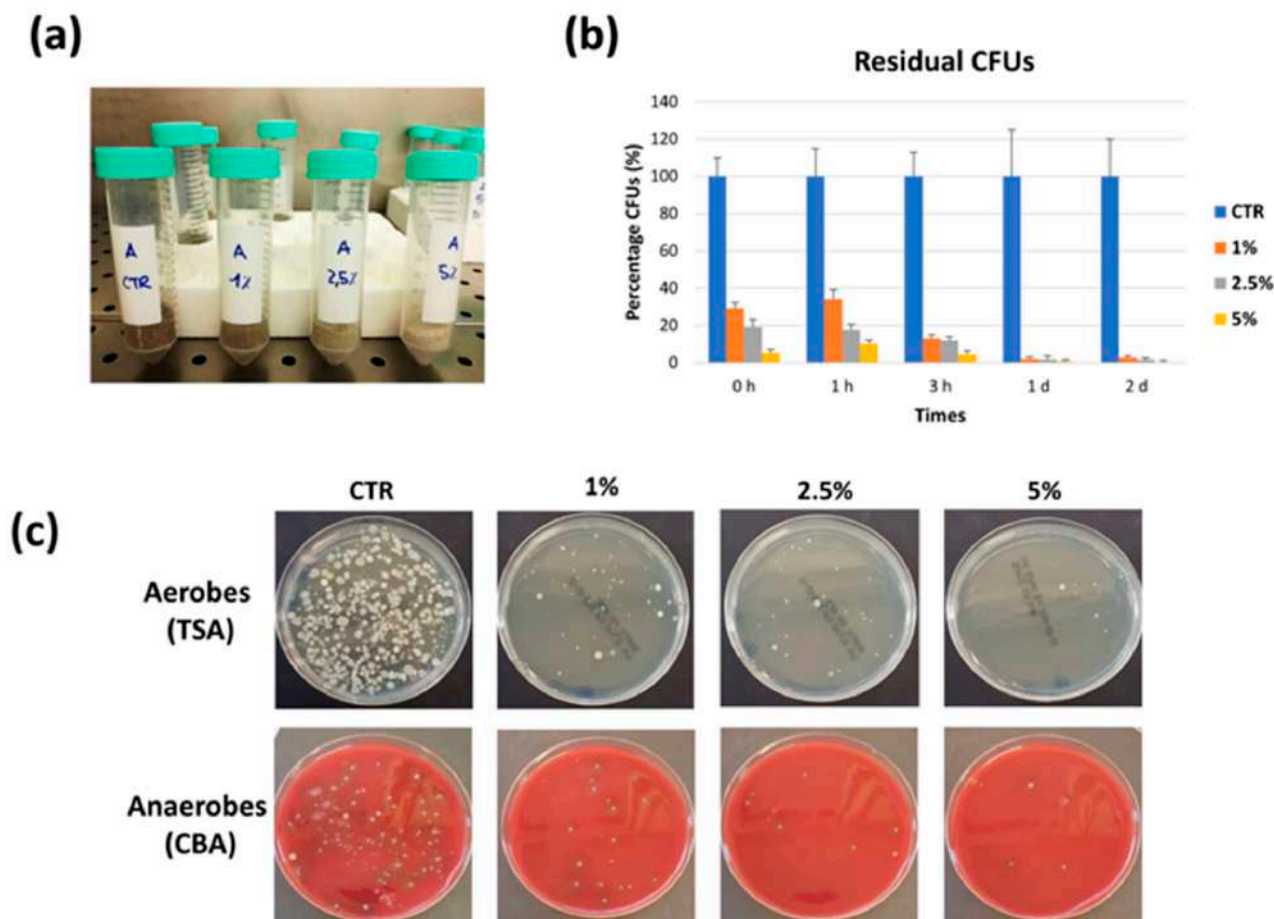 (a)
A
CTR
A
1%
A
2,5%
A
5%
(b)
Residual CFUs
Percentage CFUs (%)
140
120
100
80
60
40
20
0
0 h
1 h
3 h
1 d
2 d
Times
CTR
1%
2.5%
5%
(c)
CTR
1%
2.5%
5%
Aerobes
(TSA)
Anaerobes
(CBA)